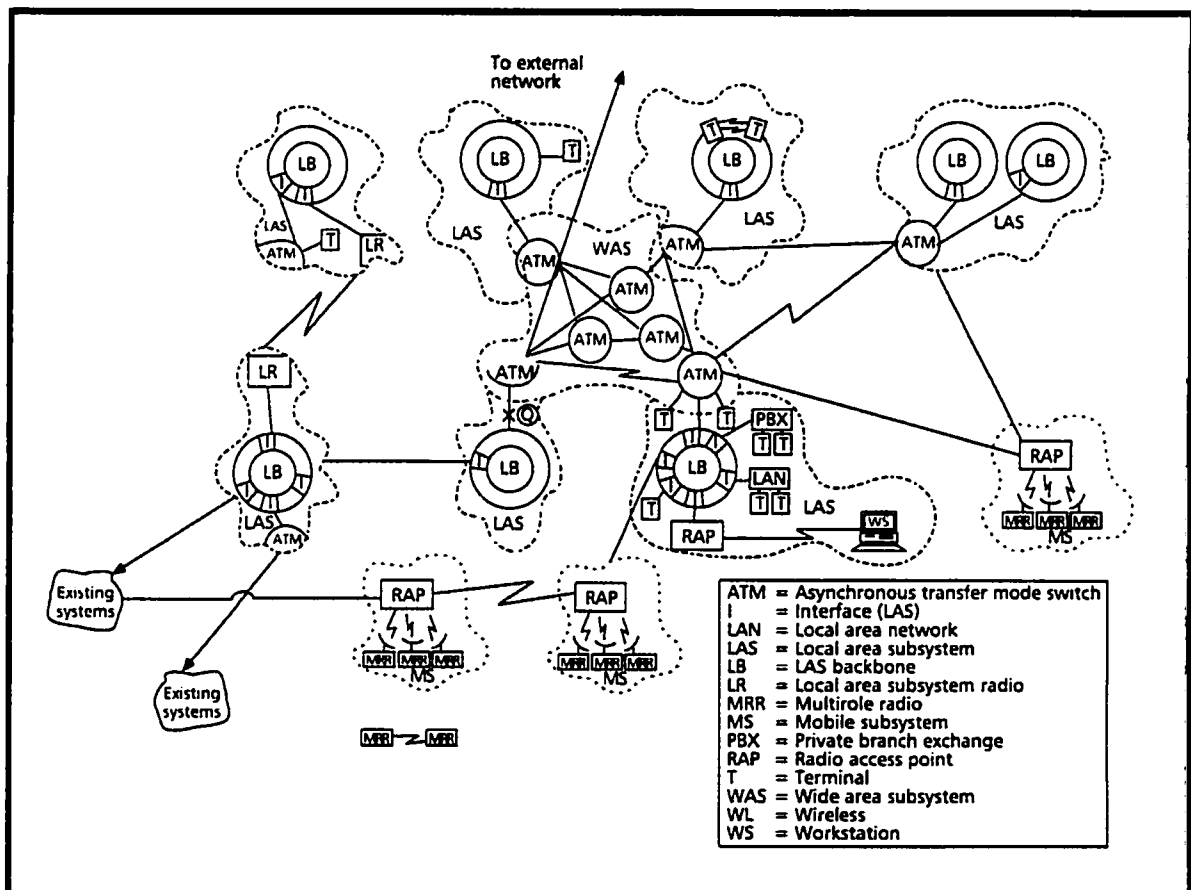 To external
network
LB
T
I
I
I
LAS
ATM
T
LR
LB
T
I
I
LAS
T
T
LB
I
I
LAS
ATM
LB
LB
I
I
I
LAS
ATM
WAS
ATM
ATM
ATM
ATM
ATM
ATM
LR
LB
I
I
I
I
I
LAS
ATM
LB
I
LAS
T
T
PBX
T
T
LB
I
I
I
I
I
T
LAN
T
T
T
LAS
RAP
WS
RAP
MRR
MRR
MRR
MS
Existing
systems
Existing
systems
RAP
MRR
MRR
MRR
MS
RAP
MRR
MRR
MRR
MS
MRR
MRR
ATM = Asynchronous transfer mode switch
I = Interface (LAS)
LAN = Local area network
LAS = Local area subsystem
LB = LAS backbone
LR = Local area subsystem radio
MRR = Multirole radio
MS = Mobile subsystem
PBX = Private branch exchange
RAP = Radio access point
T = Terminal
WAS = Wide area subsystem
WL = Wireless
WS = Workstation